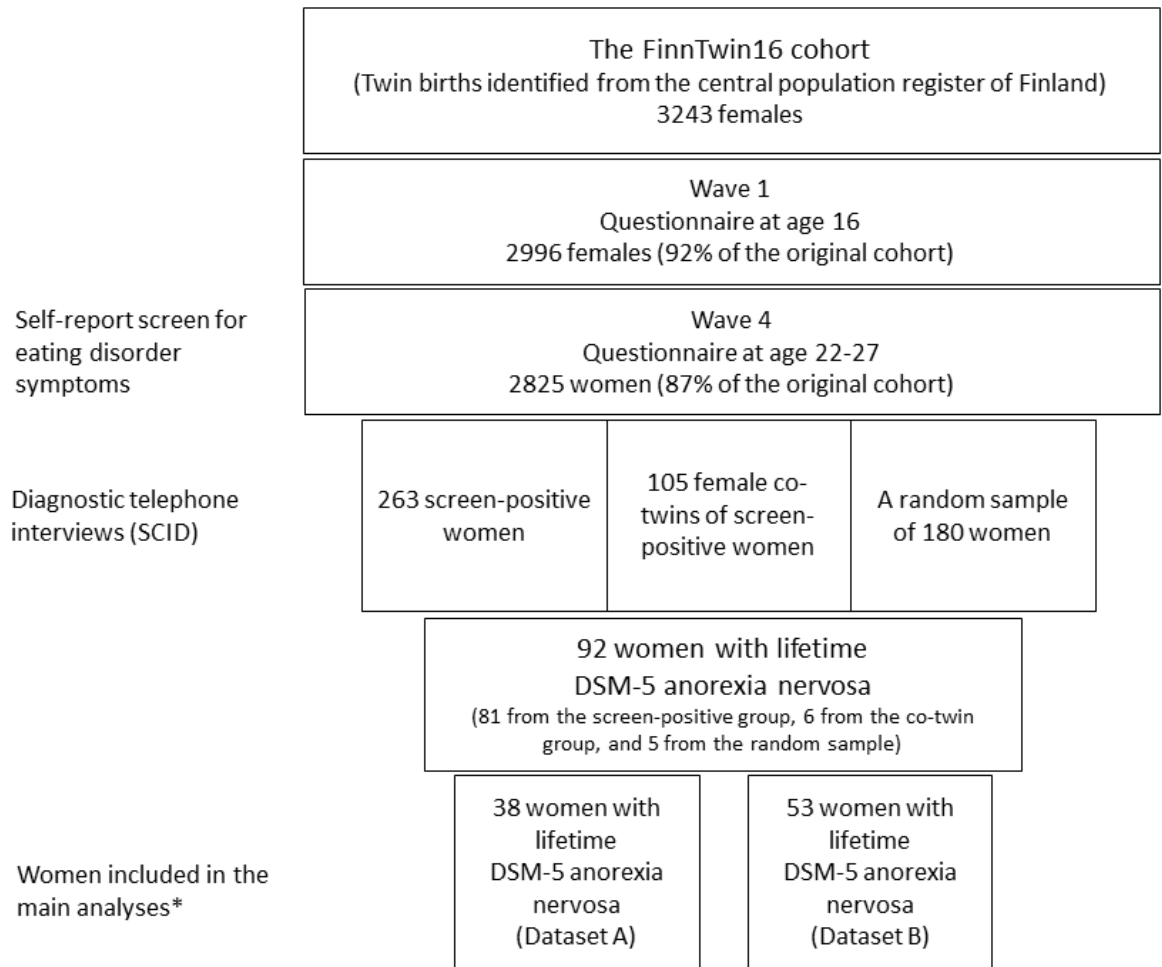 The FinnTwin16 cohort
(Twin births identified from the central population register of Finland)
3243 females
Wave 1
Questionnaire at age 16
2996 females (92% of the original cohort)
Self-report screen for
eating disorder
symptoms
Wave 4
Questionnaire at age 22-27
2825 women (87% of the original cohort)
Diagnostic telephone
interviews (SCID)
263 screen-positive
women
105 female co-
twins of screen-
positive women
A random sample
of 180 women
92 women with lifetime
DSM-5 anorexia nervosa
(81 from the screen-positive group, 6 from the co-twin
group, and 5 from the random sample)
Women included in the
main analyses*
38 women with
lifetime
DSM-5 anorexia
nervosa
(Dataset A)
53 women with
lifetime
DSM-5 anorexia
nervosa
(Dataset B)